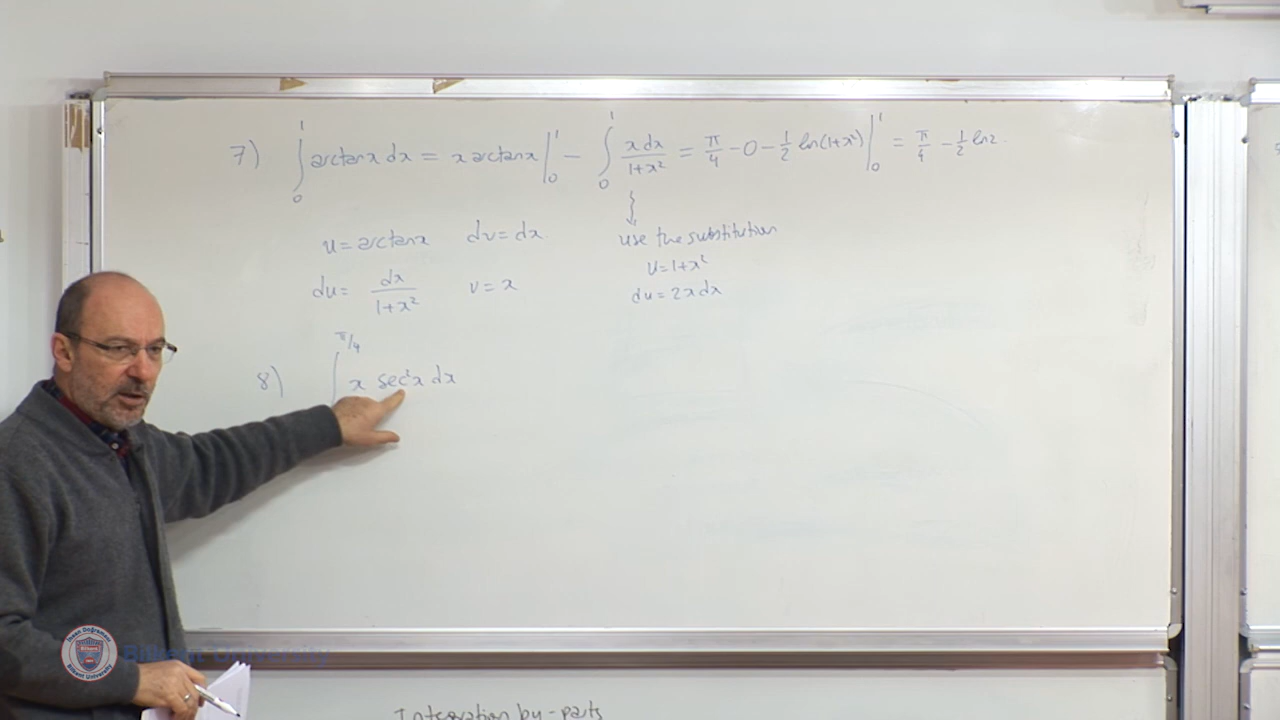 7) ∫₀¹ arctanx dx = x arctanx |₀¹ − ∫₀¹ x dx / 1+x² = π/4 − 0 − 1/2 ln(1+x²) |₀¹ = π/4 − 1/2 ln2.
u = arctanx dv = dx
du = dx / 1+x² v = x
use the substitution
u = 1+x²
du = 2x dx
8) ∫^π/4 x sec²x dx
Bilkent University
Integration by-parts